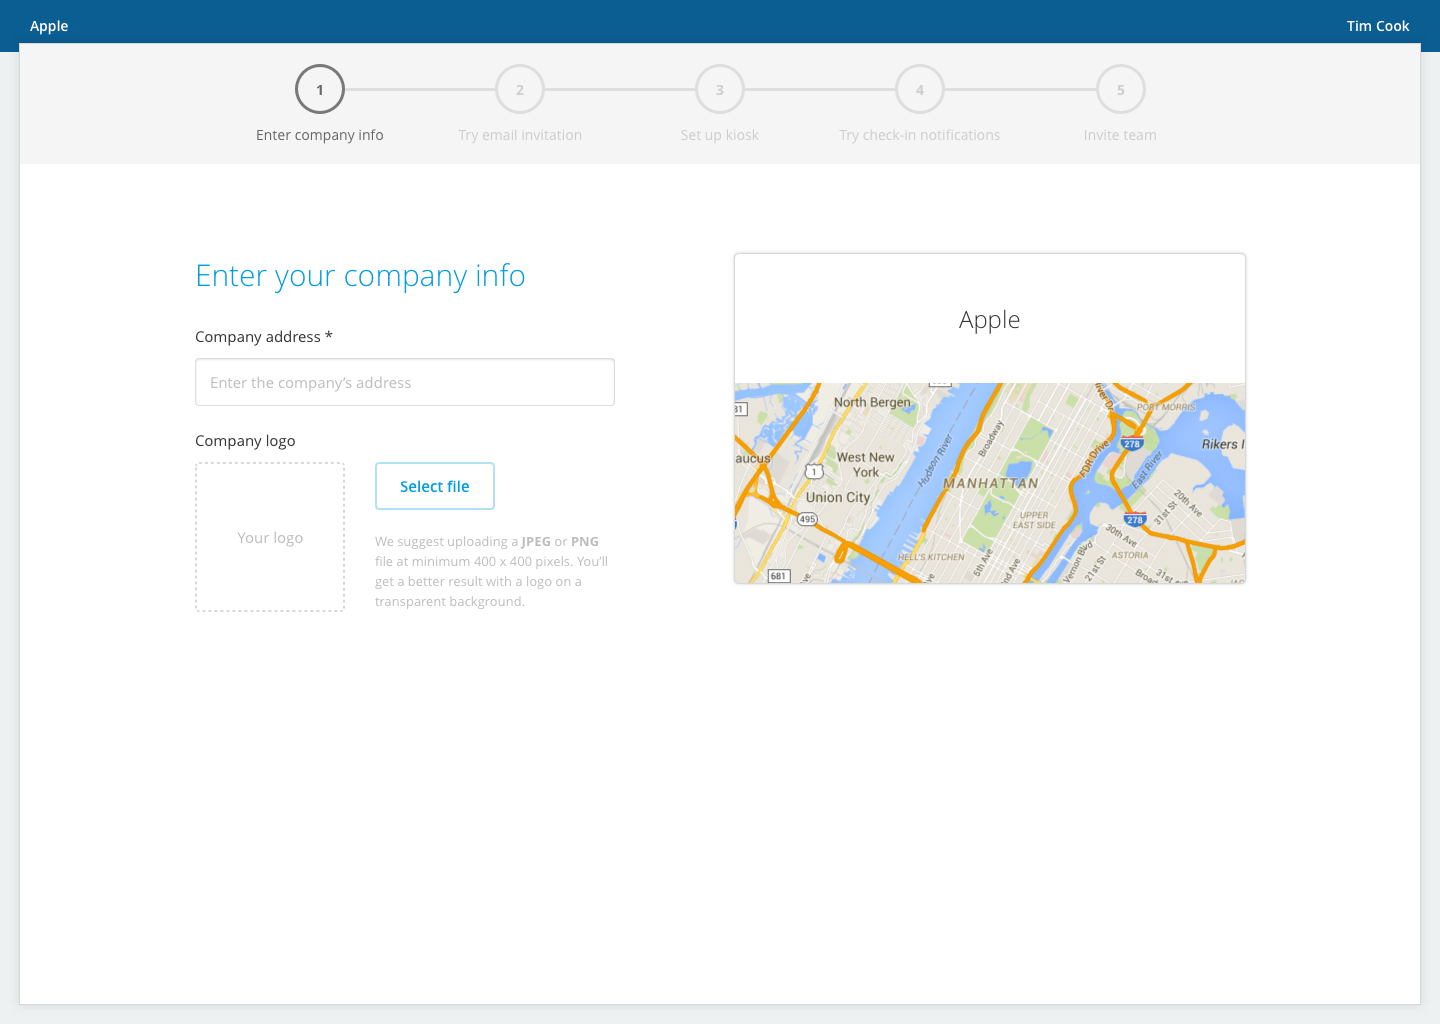 Apple
Tim Cook
1
2
3
4
5
Enter company info
Try email invitation
Set up kiosk
Try check-in notifications
Invite team
Enter your company info
Company address *
Enter the company's address
Company logo
Your logo
Select file
We suggest uploading a JPEG or PNG
file at minimum 400 x 400 pixels. You'll
get a better result with a logo on a
transparent background.
Apple
North Bergen
PORT MORRIS
FDR Drive
278
Rikers I
Broadway
Hudson River
West New
York
1
Union City
MANHATTAN
East River
495
UPPER
EAST SIDE
278
20th Ave
31st St
30th Ave
HELL'S KITCHEN
5th Ave
nd Ave
Vernon Blvd
21st St
ASTORIA
31st St
681